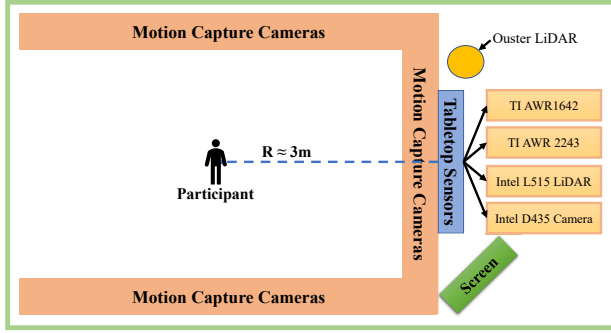 Motion Capture Cameras
Ouster LiDAR
Motion Capture Cameras
Tabletop Sensors
TI AWR1642
TI AWR 2243
Intel L515 LiDAR
Intel D435 Camera
R ≈ 3m
Participant
Screen
Motion Capture Cameras